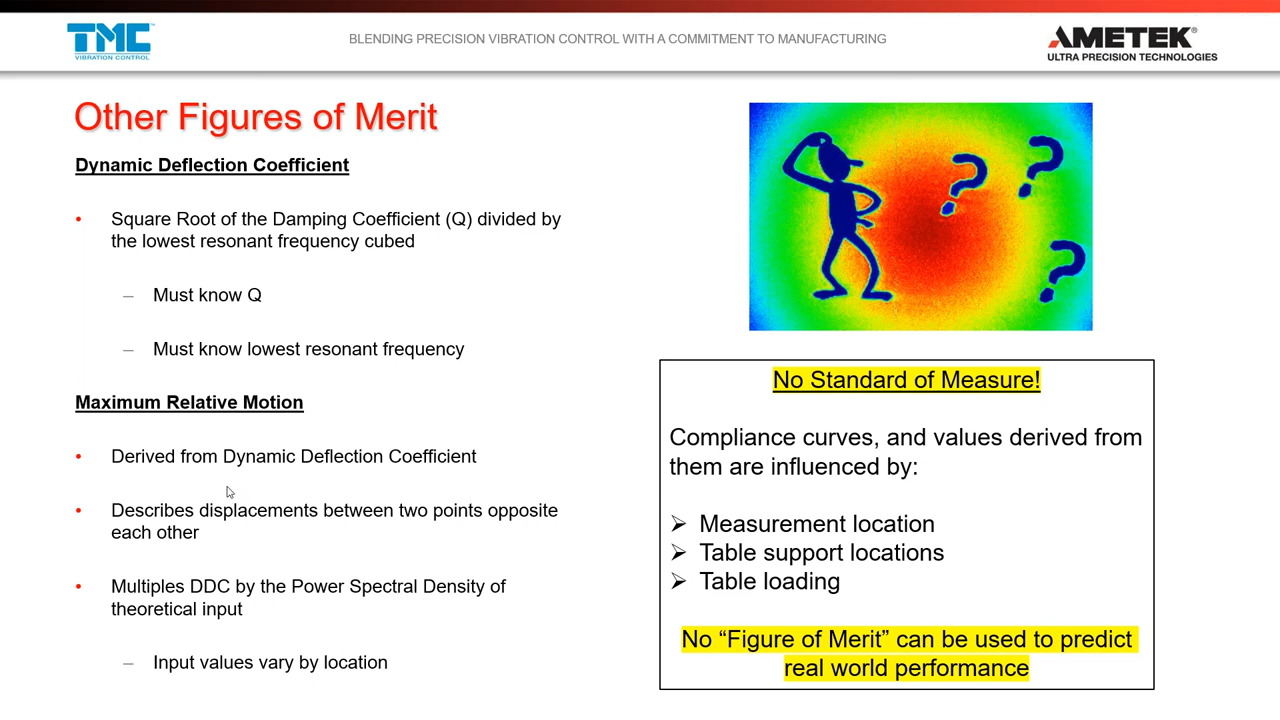 TMC
VIBRATION CONTROL
BLENDING PRECISION VIBRATION CONTROL WITH A COMMITMENT TO MANUFACTURING
AMETEK®
ULTRA PRECISION TECHNOLOGIES
Other Figures of Merit
Dynamic Deflection Coefficient
• Square Root of the Damping Coefficient (Q) divided by
the lowest resonant frequency cubed
– Must know Q
– Must know lowest resonant frequency
Maximum Relative Motion
• Derived from Dynamic Deflection Coefficient
• Describes displacements between two points opposite
each other
• Multiples DDC by the Power Spectral Density of
theoretical input
– Input values vary by location
? ? ?
No Standard of Measure!
Compliance curves, and values derived from
them are influenced by:
➢ Measurement location
➢ Table support locations
➢ Table loading
No “Figure of Merit” can be used to predict
real world performance